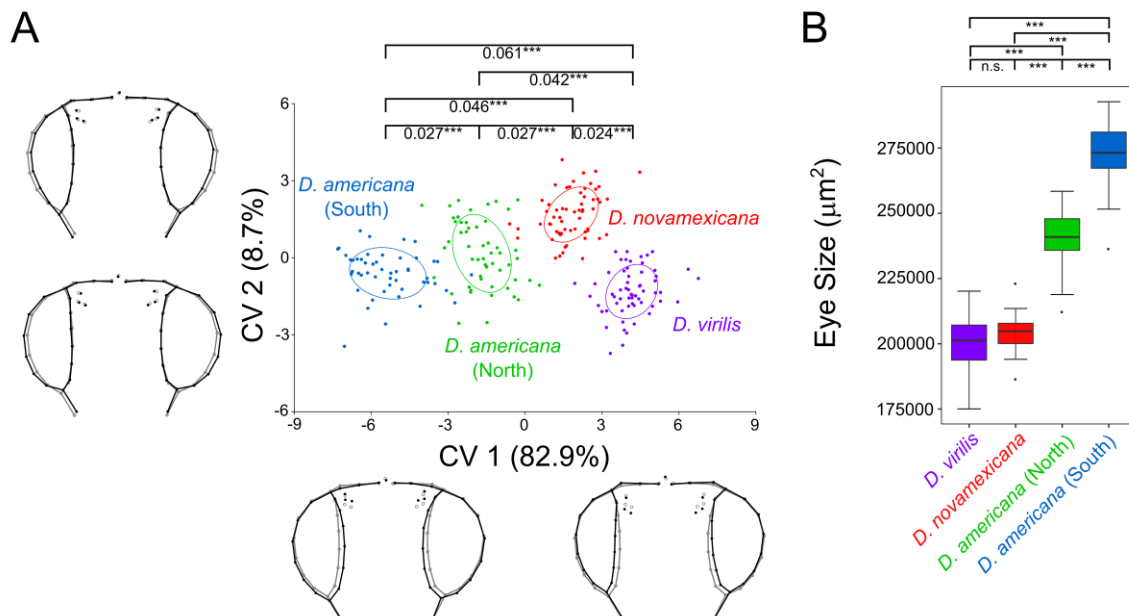 A
0.061***
0.042***
0.046***
0.027*** 0.027*** 0.024***
CV 2 (8.7%)
6
3
0
-3
-6
D. americana
(South)
D. novamexicana
D. americana
(North)
D. virilis
-9 -6 -3 0 3 6 9
CV 1 (82.9%)
B
***
***
***
n.s. *** ***
Eye Size (μm²)
275000
250000
225000
200000
175000
D. virilis
D. novamexicana
D. americana (North)
D. americana (South)